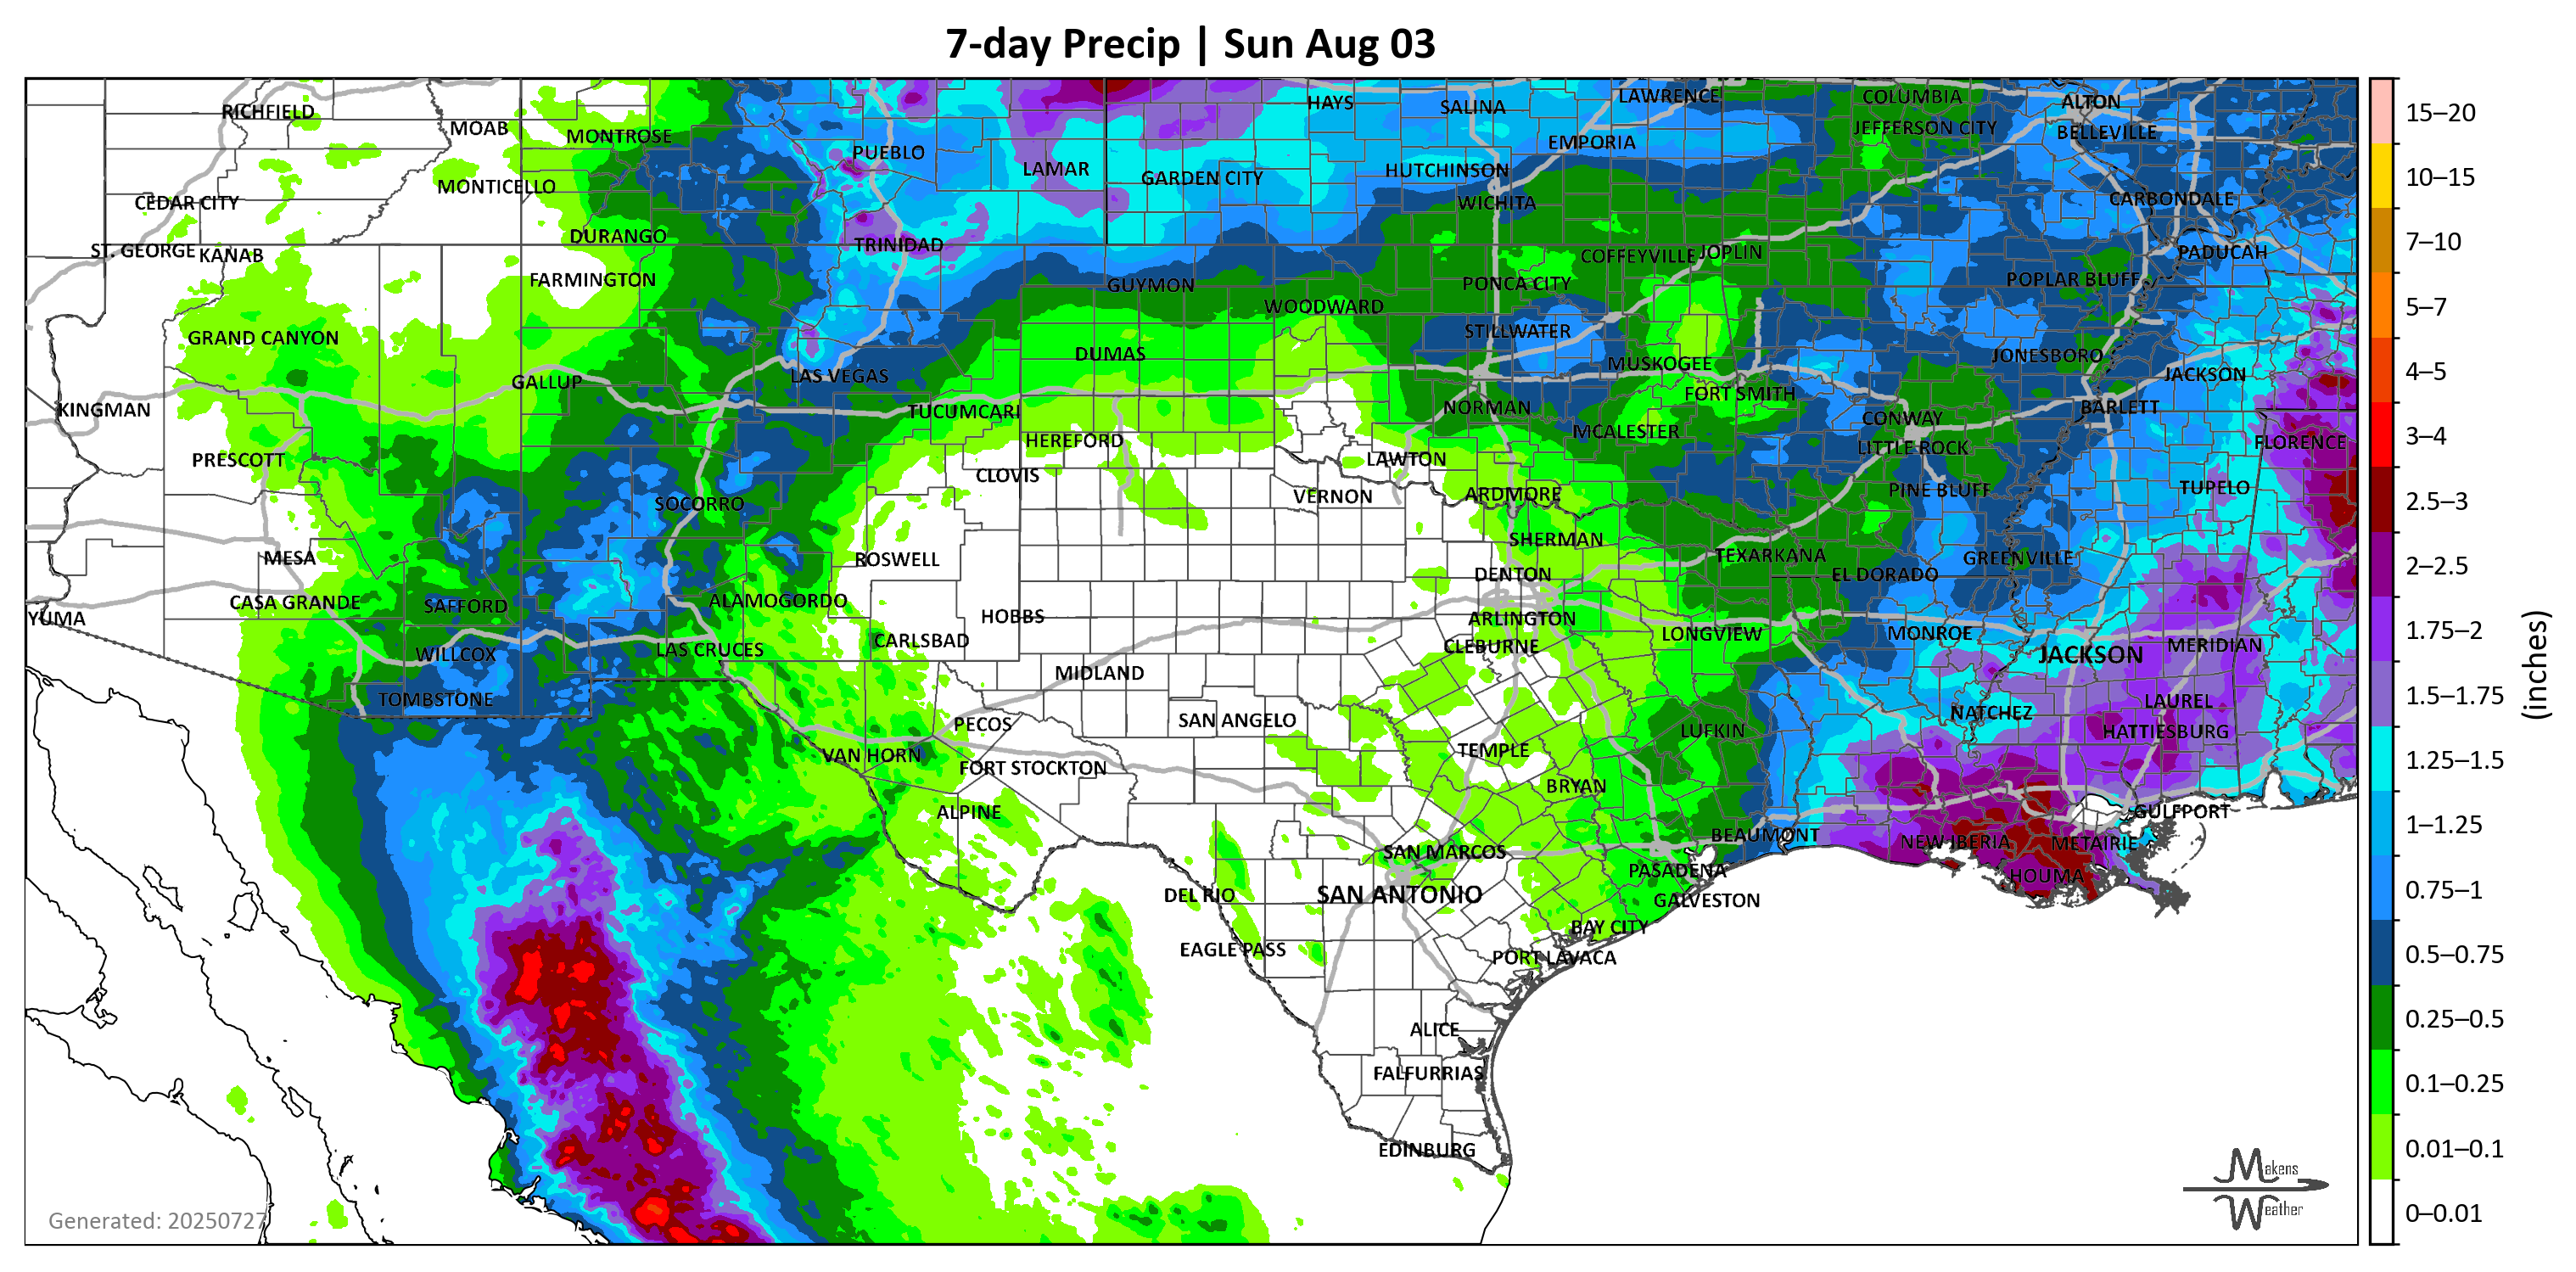 7-day Precip | Sun Aug 03
RICHFIELD
MOAB
MONTROSE
PUEBLO
LAMAR
GARDEN CITY
HAYS
SALINA
LAWRENCE
EMPORIA
HUTCHINSON
WICHITA
COLUMBIA
JEFFERSON CITY
ALTON
BELLEVILLE
CARBONDALE
MONTICELLO
CEDAR CITY
DURANGO
TRINIDAD
ST. GEORGE
KANAB
FARMINGTON
GUYMON
WOODWARD
PONCA CITY
COFFEYVILLE
JOPLIN
POPLAR BLUFF
PADUCAH
GRAND CANYON
DUMAS
STILLWATER
MUSKOGEE
JONESBORO
JACKSON
GALLUP
LAS VEGAS
KINGMAN
TUCUMCARI
NORMAN
FORT SMITH
CONWAY
BARLETT
HEREFORD
MCALESTER
LITTLE ROCK
FLORENCE
PRESCOTT
CLOVIS
LAWTON
VERNON
ARDMORE
PINE BLUFF
TUPELO
SOCORRO
MESA
ROSWELL
SHERMAN
TEXARKANA
GREENVILLE
DENTON
EL DORADO
CASA GRANDE
SAFFORD
ALAMOGORDO
YUMA
HOBBS
ARLINGTON
LONGVIEW
MONROE
WILLCOX
LAS CRUCES
CARLSBAD
CLEBURNE
JACKSON
MERIDIAN
TOMBSTONE
MIDLAND
PECOS
SAN ANGELO
LUFKIN
NATCHEZ
LAUREL
HATTIESBURG
VAN HORN
FORT STOCKTON
TEMPLE
BRYAN
ALPINE
BEAUMONT
GULFPORT
NEW IBERIA
METAIRIE
SAN MARCOS
PASADENA
HOUMA
DEL RIO
SAN ANTONIO
GALVESTON
EAGLE PASS
BAY CITY
PORT LAVACA
ALICE
FALFURRIAS
EDINBURG
Generated: 20250727
Makens
Weather
15–20
10–15
7–10
5–7
4–5
3–4
2.5–3
2–2.5
1.75–2
1.5–1.75
1.25–1.5
1–1.25
0.75–1
0.5–0.75
0.25–0.5
0.1–0.25
0.01–0.1
0–0.01
(inches)